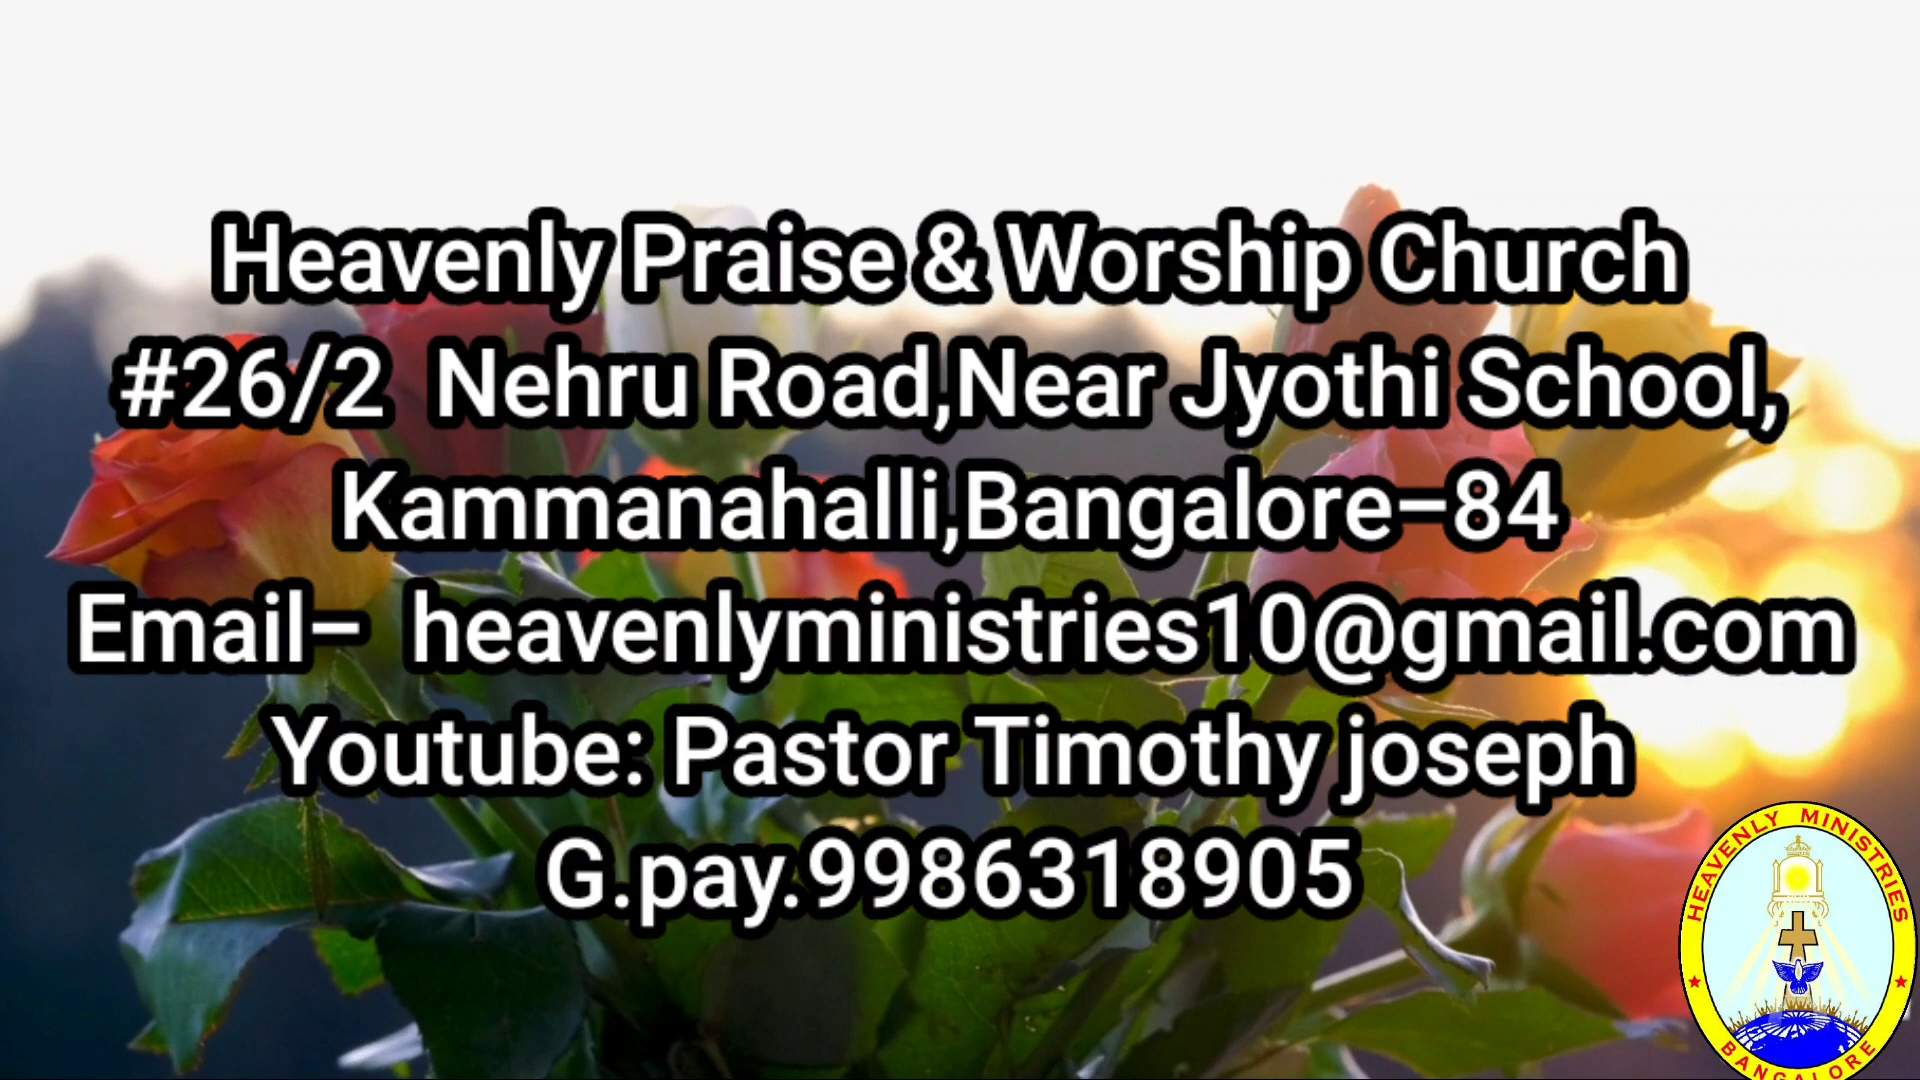 Heavenly Praise & Worship Church
#26/2 Nehru Road,Near Jyothi School,
Kammanahalli,Bangalore–84
Email– heavenlyministries10@gmail.com
Youtube: Pastor Timothy joseph
G.pay.9986318905
HEAVENLY MINISTRIES
BANGALORE